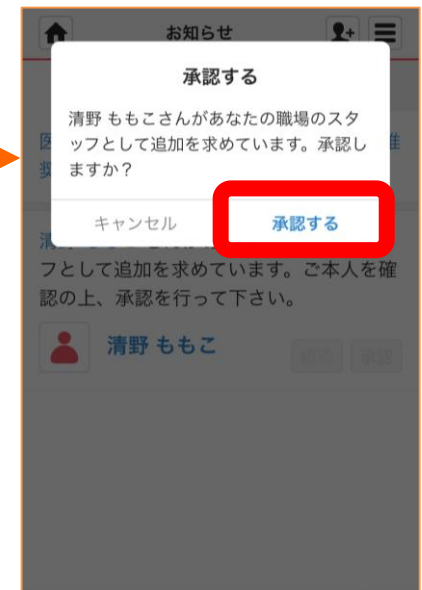 お知らせ
承認する
清野 ももこさんがあなたの職場のスタ
ッフとして追加を求めています。承認し
ますか？
キャンセル 承認する
フとして追加を求めています。ご本人を確
認の上、承認を行って下さい。
清野 ももこ